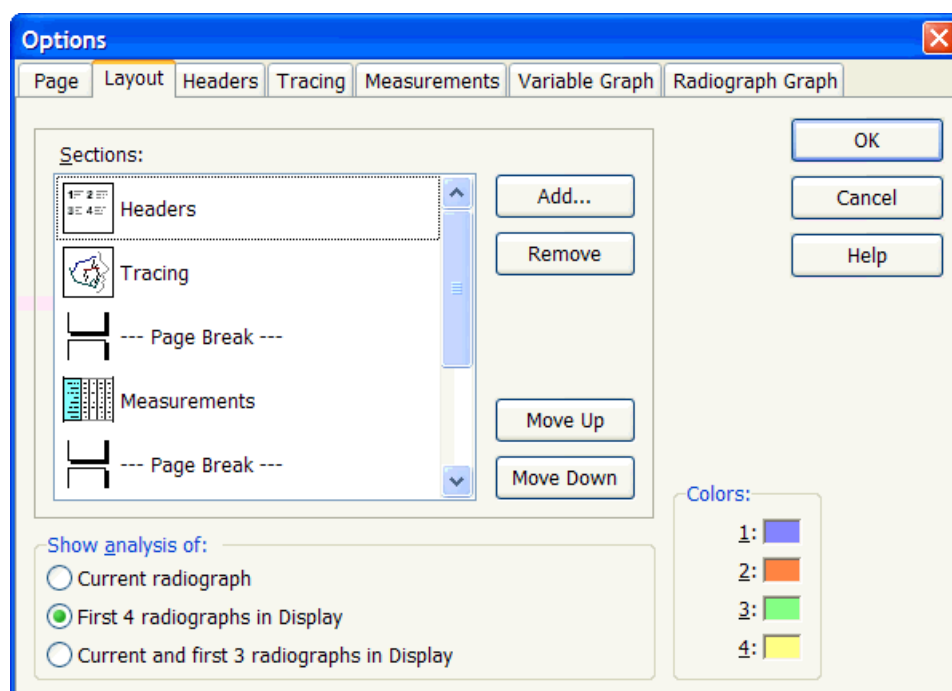 Options
Page Layout Headers Tracing Measurements Variable Graph Radiograph Graph
Sections:
Headers
Tracing
--- Page Break ---
Measurements
--- Page Break ---
Add...
Remove
Move Up
Move Down
OK
Cancel
Help
Show analysis of:
Current radiograph
First 4 radiographs in Display
Current and first 3 radiographs in Display
Colors:
1:
2:
3:
4: